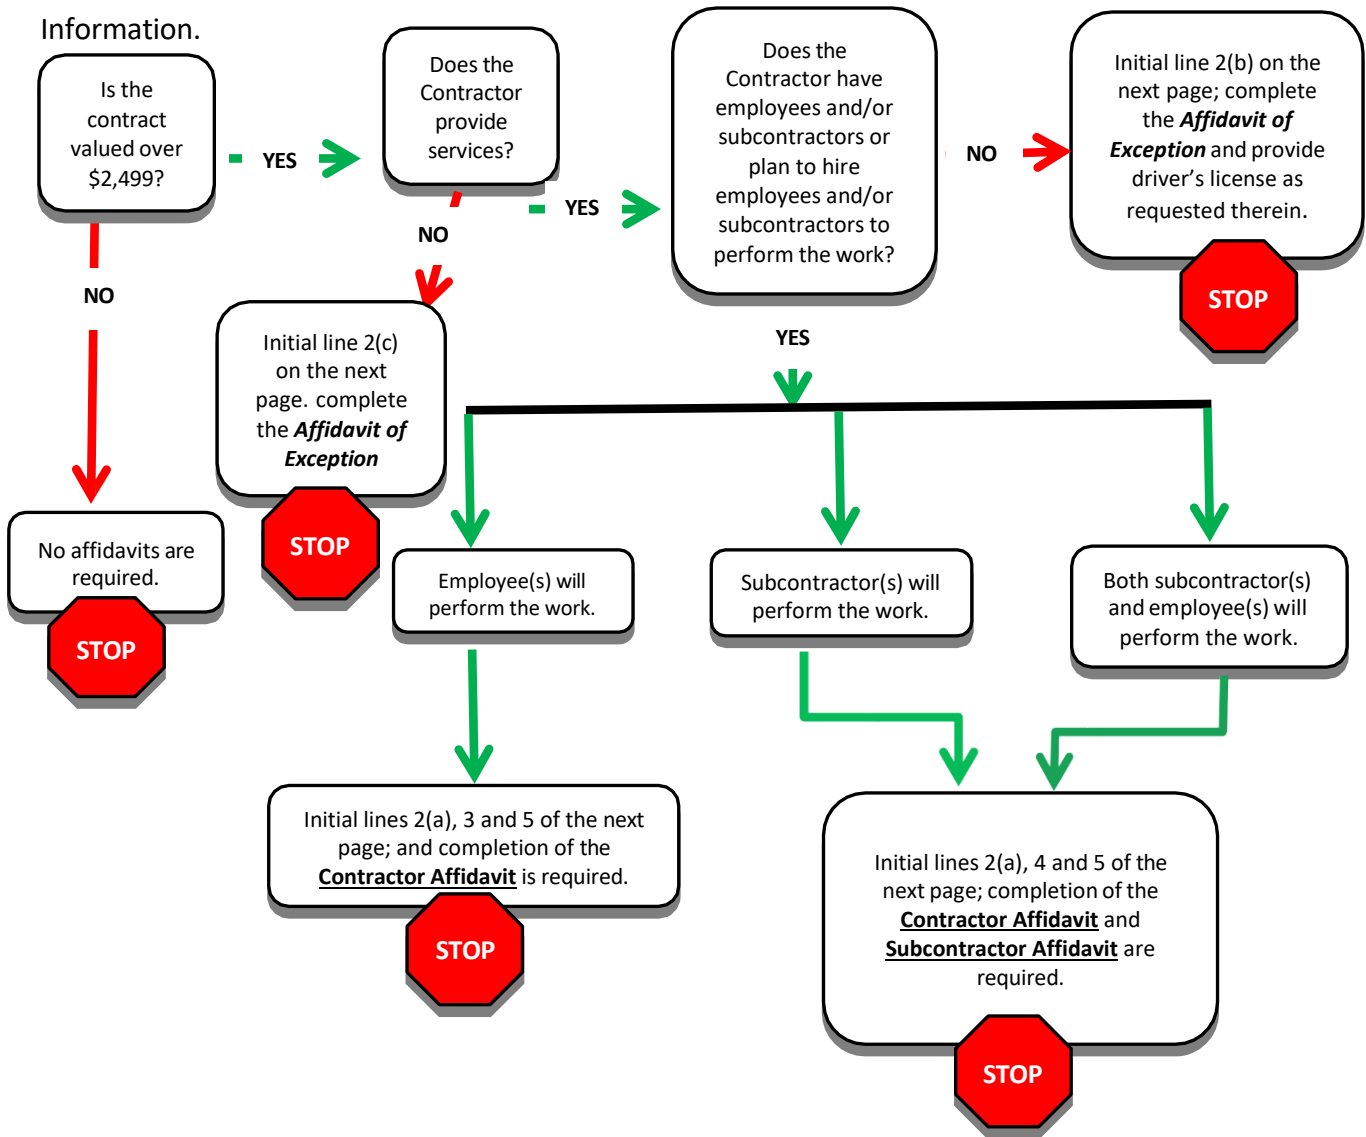 Information.
Is the
contract
valued over
$2,499?
YES
Does the
Contractor
provide
services?
YES
Does the
Contractor have
employees and/or
subcontractors or
plan to hire
employees and/or
subcontractors to
perform the work?
NO
Initial line 2(b) on the
next page; complete
the Affidavit of
Exception and provide
driver’s license as
requested therein.
STOP
NO
NO
YES
Initial line 2(c)
on the next
page. complete
the Affidavit of
Exception
STOP
No affidavits are
required.
STOP
Employee(s) will
perform the work.
Subcontractor(s) will
perform the work.
Both subcontractor(s)
and employee(s) will
perform the work.
Initial lines 2(a), 3 and 5 of the next
page; and completion of the
Contractor Affidavit is required.
STOP
Initial lines 2(a), 4 and 5 of the
next page; completion of the
Contractor Affidavit and
Subcontractor Affidavit are
required.
STOP